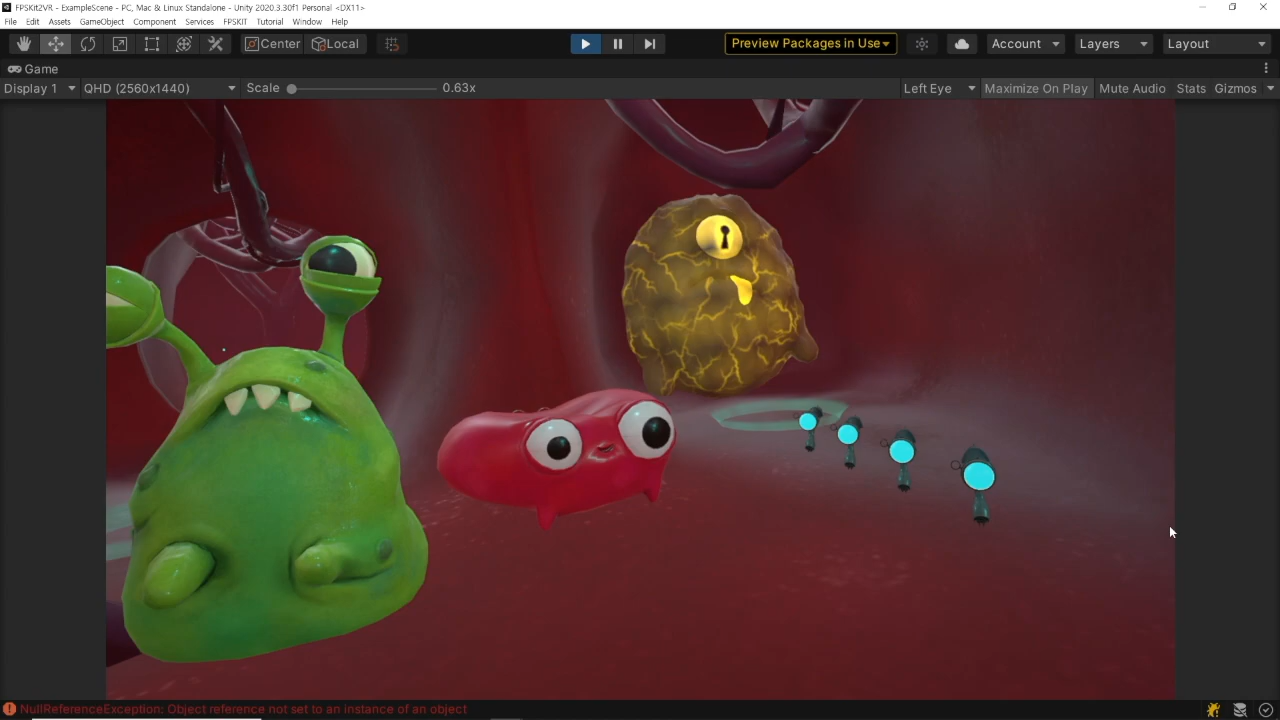 FPSKit2VR - ExampleScene - PC, Mac & Linux Standalone - Unity 2020.3.30f1 Personal <DX11>
File Edit Assets GameObject Component Services FPSKIT Tutorial Window Help
Center Local Preview Packages in Use Account Layers Layout
Game
Display 1 QHD (2560x1440) Scale 0.63x Left Eye Maximize On Play Mute Audio Stats Gizmos
NullReferenceException: Object reference not set to an instance of an object